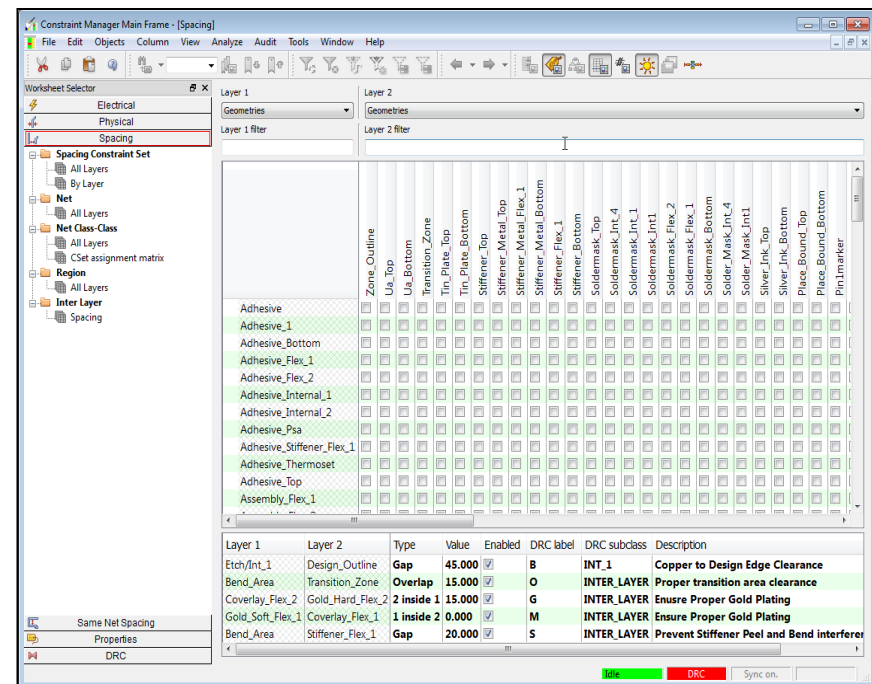 Constraint Manager Main Frame - [Spacing]
File Edit Objects Column View Analyze Audit Tools Window Help
Worksheet Selector
Electrical
Physical
Spacing
Spacing Constraint Set
All Layers
By Layer
Net
All Layers
Net Class-Class
All Layers
CSet assignment matrix
Region
All Layers
Inter Layer
Spacing
Same Net Spacing
Properties
DRC
Layer 1 Layer 2
Geometries Geometries
Layer 1 filter Layer 2 filter
Zone_Outline
Ua_Top
Ua_Bottom
Transition_Zone
Tin_Plate_Top
Tin_Plate_Bottom
Stiffener_Top
Stiffener_Metal_Top
Stiffener_Metal_Flex_1
Stiffener_Metal_Bottom
Stiffener_Flex_1
Stiffener_Bottom
Soldermask_Top
Soldermask_Int_4
Soldermask_Int_1
Soldermask_Int1
Soldermask_Flex_2
Soldermask_Flex_1
Soldermask_Bottom
Solder_Mask_Int_4
Solder_Mask_Int1
Silver_Ink_Top
Silver_Ink_Bottom
Place_Bound_Top
Place_Bound_Bottom
Pin1marker
Adhesive
Adhesive_1
Adhesive_Bottom
Adhesive_Flex_1
Adhesive_Flex_2
Adhesive_Internal_1
Adhesive_Internal_2
Adhesive_Psa
Adhesive_Stiffener_Flex_1
Adhesive_Thermoset
Adhesive_Top
Assembly_Flex_1
Layer 1 Layer 2 Type Value Enabled DRC label DRC subclass Description
Etch/Int_1 Design_Outline Gap 45.000 B INT_1 Copper to Design Edge Clearance
Bend_Area Transition_Zone Overlap 15.000 O INTER_LAYER Proper transition area clearance
Coverlay_Flex_2 Gold_Hard_Flex_2 2 inside 1 15.000 G INTER_LAYER Enusre Proper Gold Plating
Gold_Soft_Flex_1 Coverlay_Flex_1 1 inside 2 0.000 M INTER_LAYER Ensure Proper Gold Plating
Bend_Area Stiffener_Flex_1 Gap 20.000 S INTER_LAYER Prevent Stiffener Peel and Bend interferer
Idle DRC Sync on.